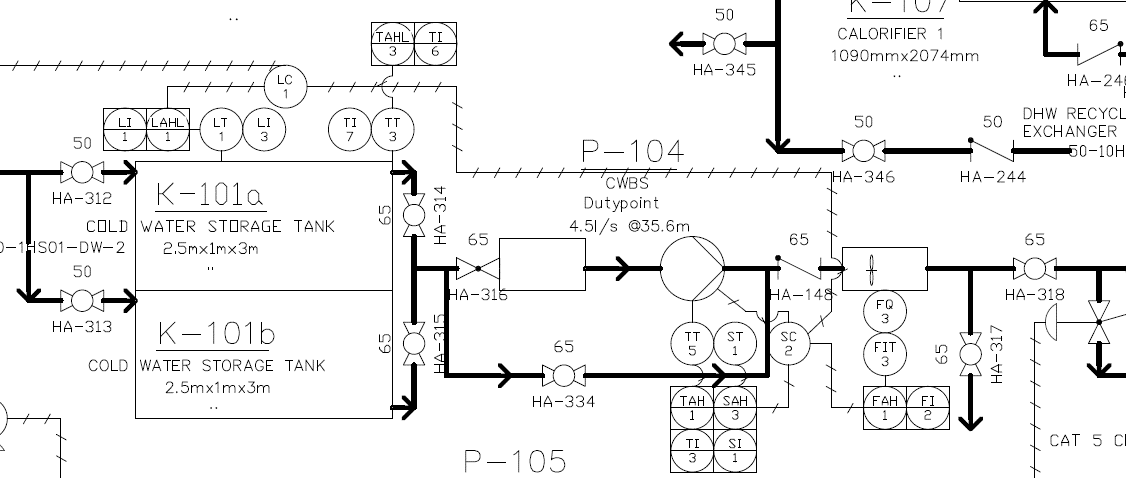 K-107
CALORIFIER 1
1090mmx2074mm
"
50
HA-345
65
HA-246
DHW RECYCL
EXCHANGER
50-10H
50
HA-346
50
HA-244
"
TAHL
3
TI
6
LC
1
LI
1
LAHL
1
LT
1
LI
3
TI
7
TT
3
50
HA-312
K-101a
COLD WATER STORAGE TANK
2.5mx1mx3m
"
65
HA-314
D-1HS01-DW-2
50
HA-313
K-101b
COLD WATER STORAGE TANK
2.5mx1mx3m
"
65
HA-315
P-104
CWBS
Dutypoint
4.5l/s @35.6m
65
HA-316
65
HA-148
65
HA-334
TT
5
ST
1
SC
2
TAH
1
SAH
3
TI
3
SI
1
FQ
3
FIT
3
FAH
1
FI
2
65
HA-318
65
HA-317
CAT 5 C
P-105